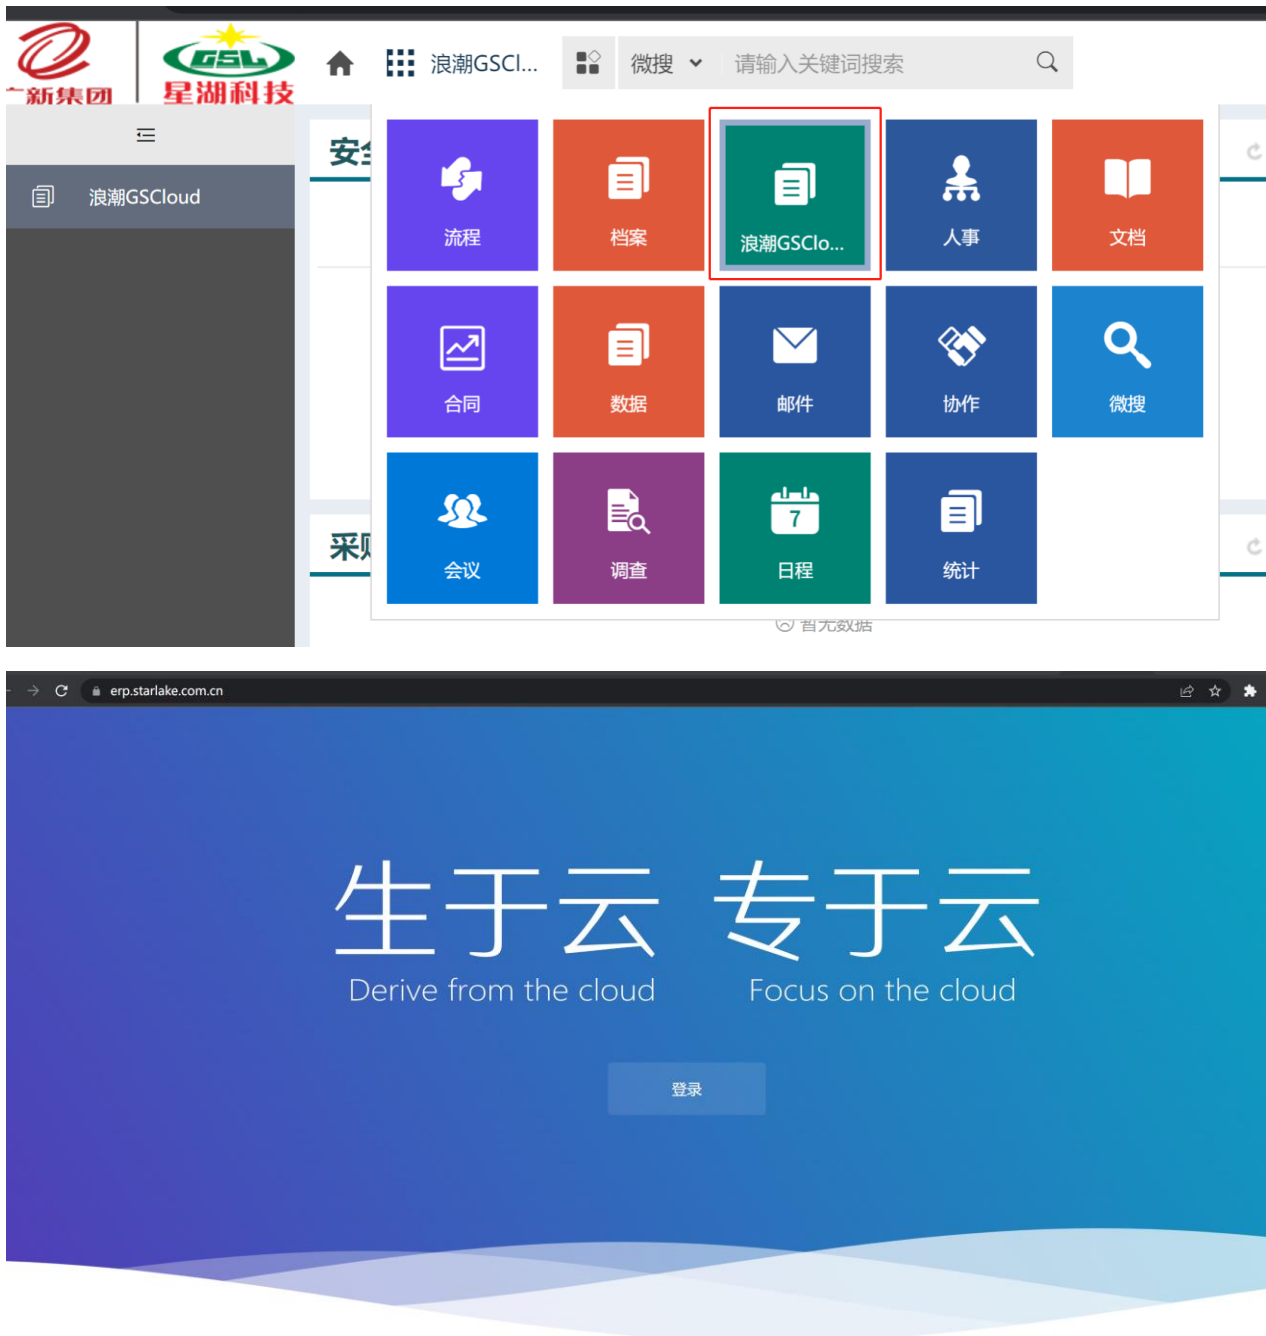 新集团
GSL
星湖科技
浪潮GSCl...
微搜
请输入关键词搜索
浪潮GSCloud
流程
档案
浪潮GSClo...
人事
文档
合同
数据
邮件
协作
微搜
会议
调查
7
日程
统计
暂无数据
erp.starlake.com.cn
生于云 专于云
Derive from the cloud Focus on the cloud
登录